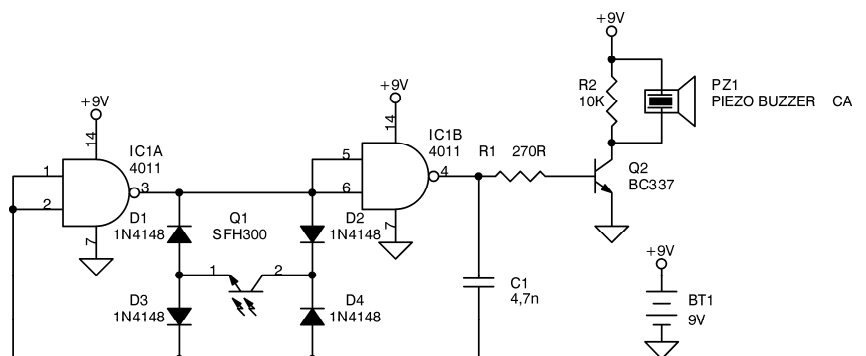 +9V
14
IC1A
4011
1
2
3
7
D1
1N4148
Q1
SFH300
D2
1N4148
1
2
D3
1N4148
D4
1N4148
+9V
14
IC1B
4011
5
6
4
7
R1 270R
C1
4,7n
+9V
R2
10K
PZ1
PIEZO BUZZER CA
Q2
BC337
+9V
BT1
9V